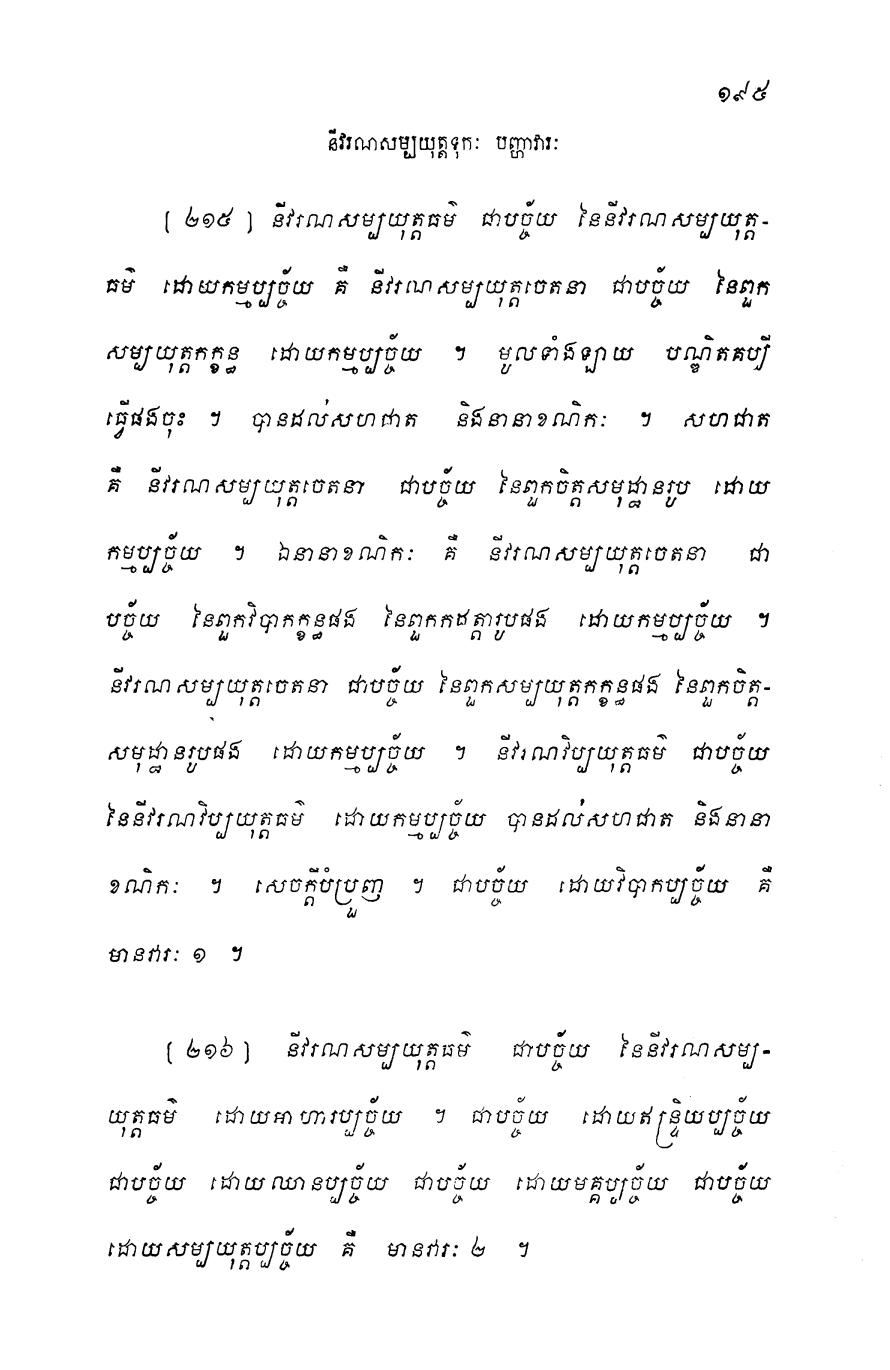 ១៩៥
នីវរណសម្បយុត្តទុកៈ បញ្ហាវារៈ
[ ២១៥ ] នីវរណសម្បយុត្តធម៌ ជាបច្ច័យ នៃនីវរណសម្បយុត្ត-
ធម៌ ដោយកម្មប្បច្ច័យ គឺ នីវរណសម្បយុត្តចេតនា ជាបច្ច័យ នៃពួក
សម្បយុត្តកក្ខន្ធ ដោយកម្មប្បច្ច័យ ។ មូលទាំងឡាយ បណ្ឌិតគប្បី
ធ្វើផងចុះ ។ បានដល់សហជាត និងនានាខណិកៈ ។ សហជាត
គឺ នីវរណសម្បយុត្តចេតនា ជាបច្ច័យ នៃពួកចិត្តសមុដ្ឋានរូប ដោយ
កម្មប្បច្ច័យ ។ ឯនានាខណិកៈ គឺ នីវរណសម្បយុត្តចេតនា ជា
បច្ច័យ នៃពួកវិបាកក្ខន្ធផង នៃពួកកដត្តារូបផង ដោយកម្មប្បច្ច័យ ។
នីវរណសម្បយុត្តចេតនា ជាបច្ច័យ នៃពួកសម្បយុត្តកក្ខន្ធផង នៃពួកចិត្ត-
សមុដ្ឋានរូបផង ដោយកម្មប្បច្ច័យ ។ នីវរណវិប្បយុត្តធម៌ ជាបច្ច័យ
នៃនីវរណវិប្បយុត្តធម៌ ដោយកម្មប្បច្ច័យ បានដល់សហជាត និងនានា
ខណិកៈ ។ សេចក្តីបំប្រួញ ។ ជាបច្ច័យ ដោយវិបាកប្បច្ច័យ គឺ
មានវារៈ ១ ។
[ ២១៦ ] នីវរណសម្បយុត្តធម៌ ជាបច្ច័យ នៃនីវរណសម្ប-
យុត្តធម៌ ដោយអាហារប្បច្ច័យ ។ ជាបច្ច័យ ដោយឥន្ទ្រិយប្បច្ច័យ
ជាបច្ច័យ ដោយឈានប្បច្ច័យ ជាបច្ច័យ ដោយមគ្គប្បច្ច័យ ជាបច្ច័យ
ដោយសម្បយុត្តប្បច្ច័យ គឺ មានវារៈ ២ ។